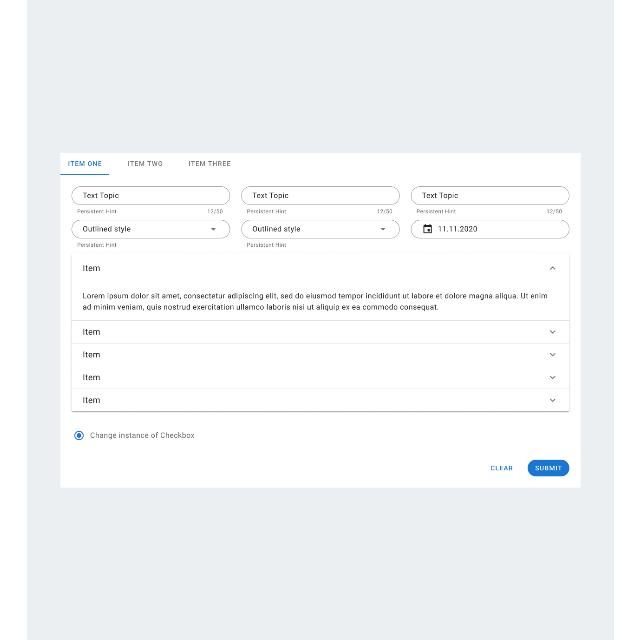 ITEM ONE ITEM TWO ITEM THREE
Text Topic Text Topic Text Topic
Persistent Hint 12/50 Persistent Hint 12/50 Persistent Hint 12/50
Outlined style Outlined style 11.11.2020
Persistent Hint Persistent Hint
Item
Lorem ipsum dolor sit amet, consectetur adipiscing elit, sed do eiusmod tempor incididunt ut labore et dolore magna aliqua. Ut enim
ad minim veniam, quis nostrud exercitation ullamco laboris nisi ut aliquip ex ea commodo consequat.
Item
Item
Item
Item
Change instance of Checkbox
CLEAR SUBMIT